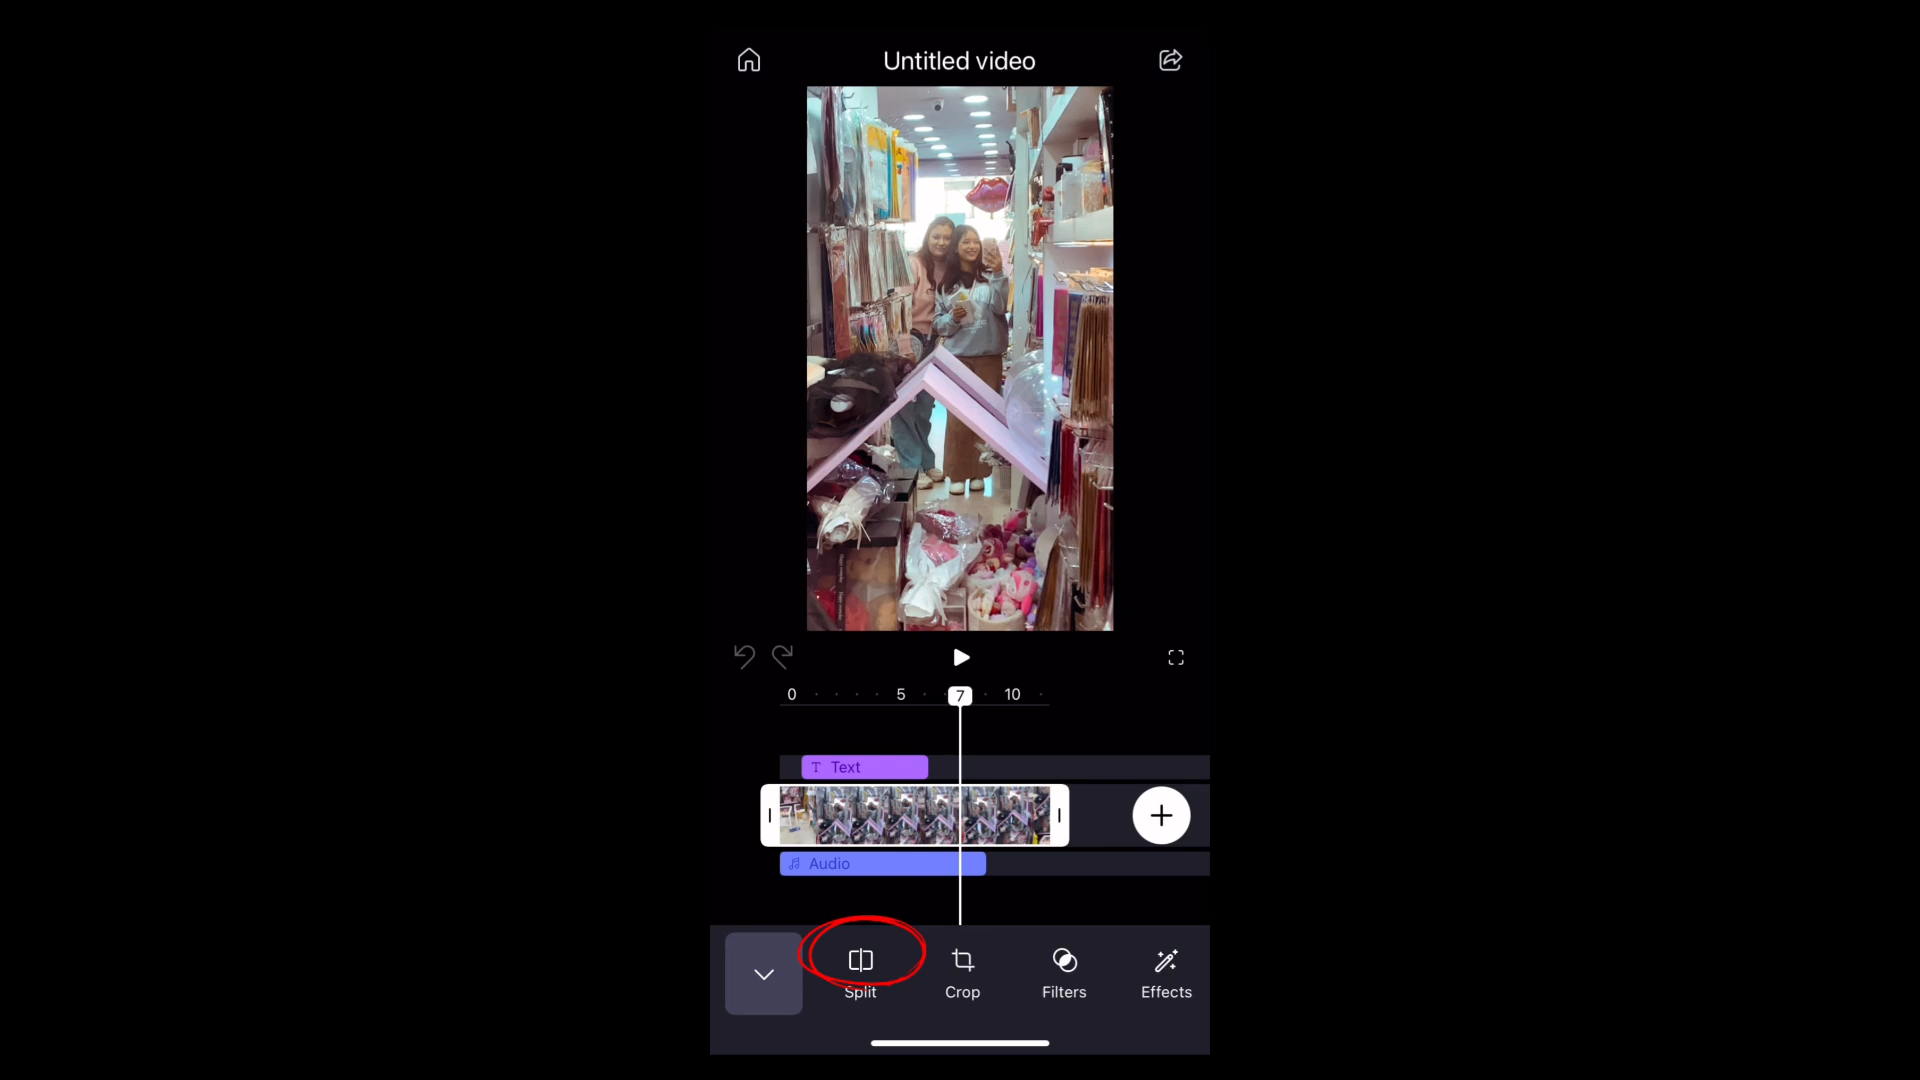 Untitled video
0 5 7 10
Text
Audio
Split Crop Filters Effects